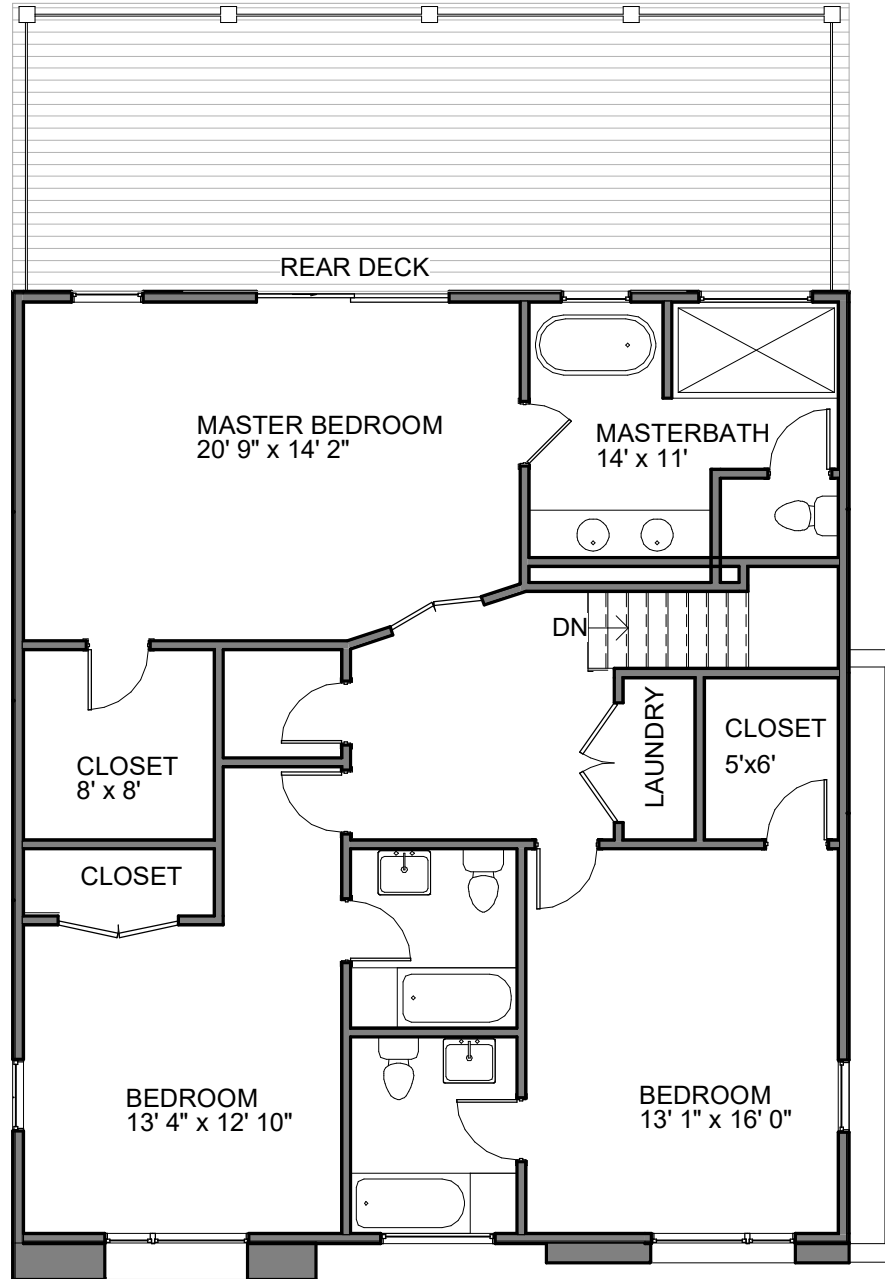 REAR DECK
MASTER BEDROOM
20' 9" x 14' 2"
MASTERBATH
14' x 11'
DN
CLOSET
8' x 8'
LAUNDRY
CLOSET
5'x6'
CLOSET
BEDROOM
13' 4" x 12' 10"
BEDROOM
13' 1" x 16' 0"